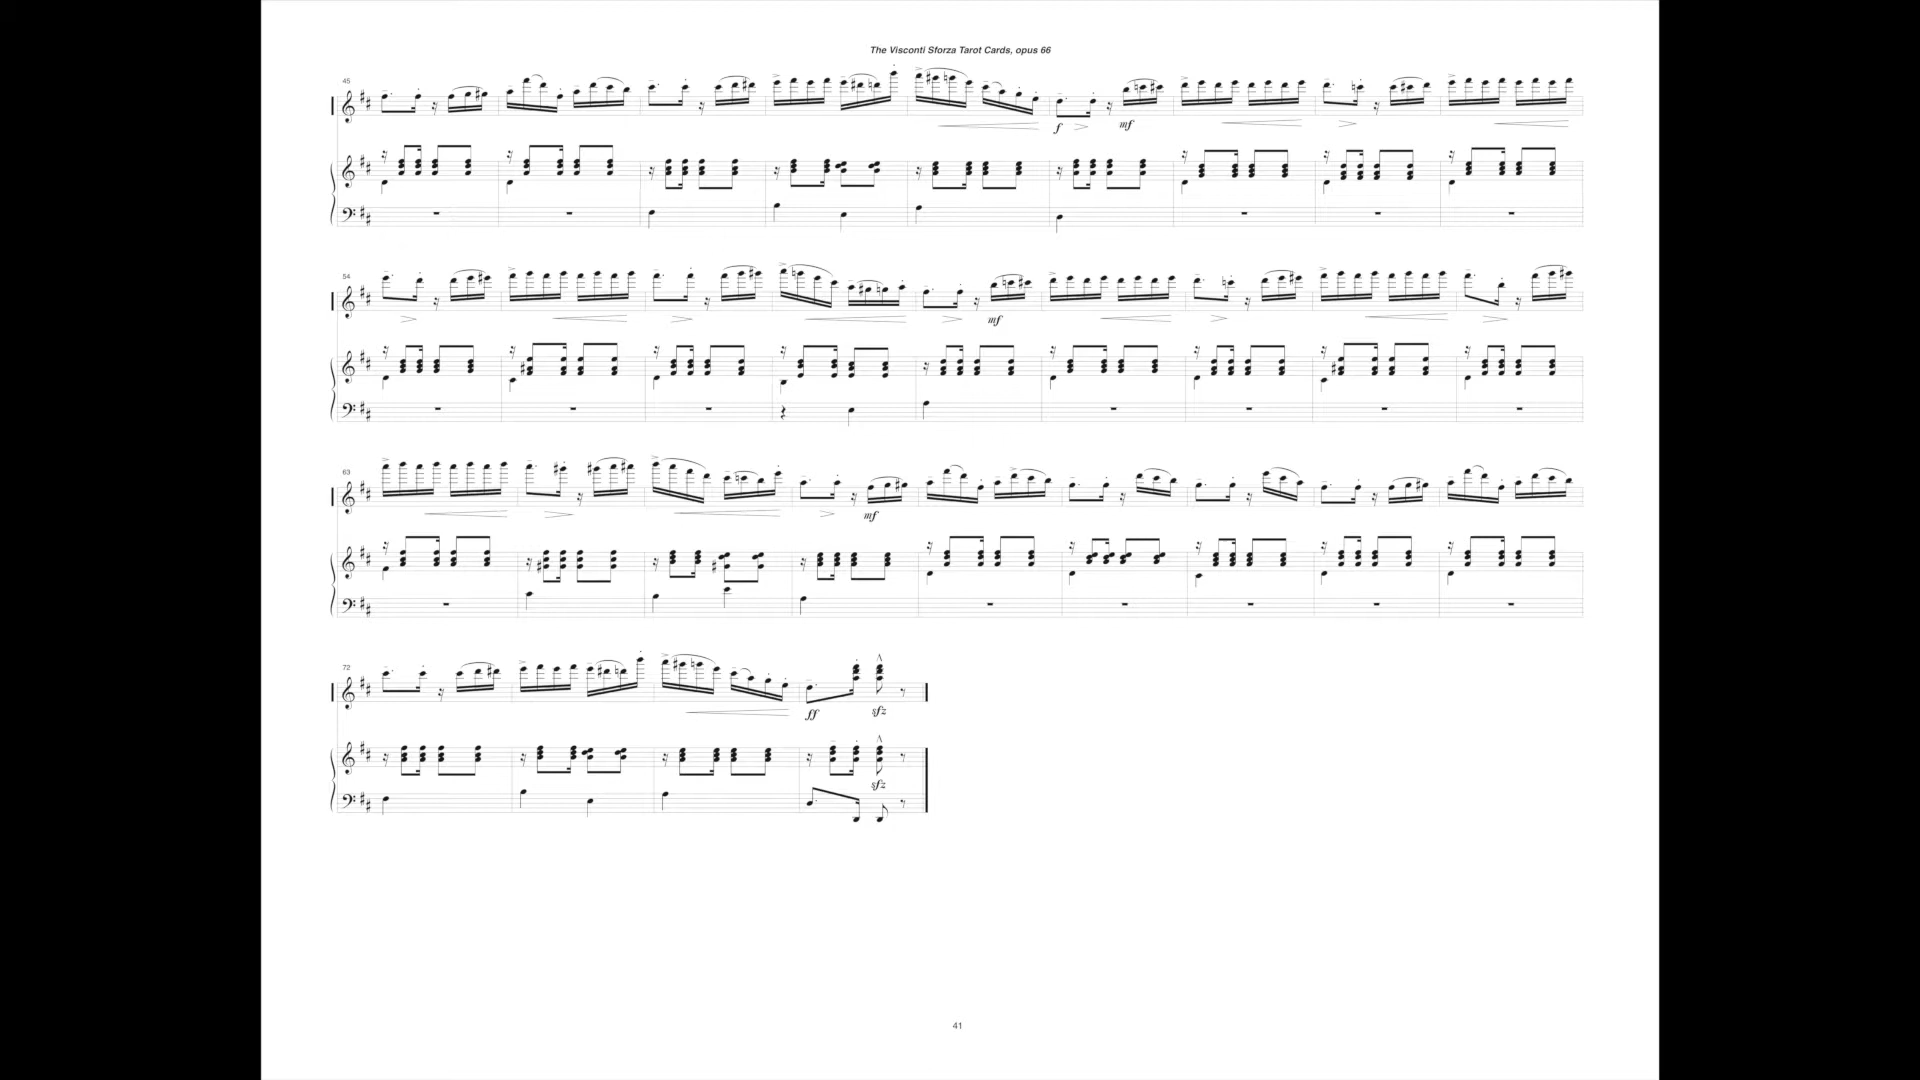 The Visconti Sforza Tarot Cards, opus 66
45
f
mf
54
mf
63
mf
72
ff
sfz
sfz
41